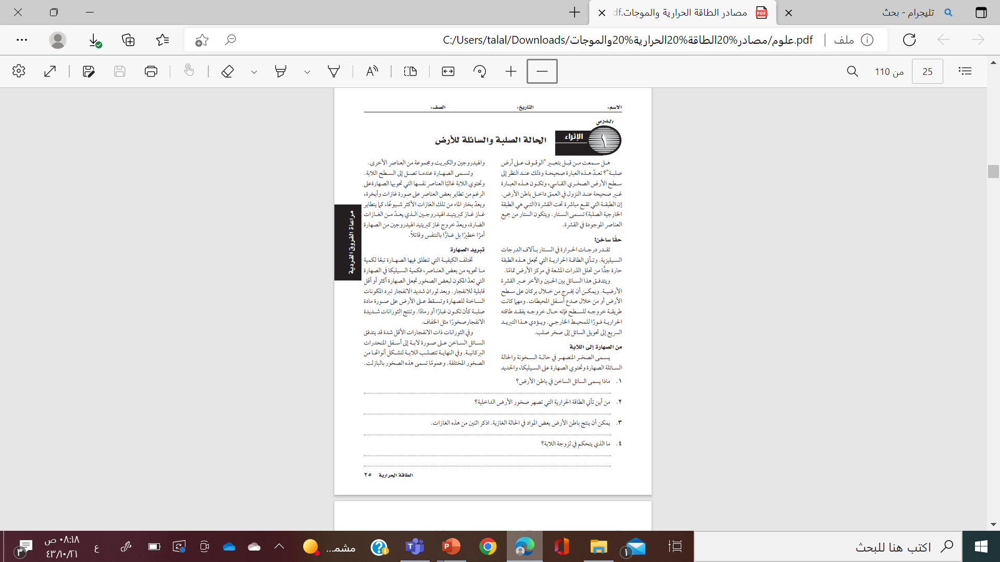 تليجرام - بحث
مصادر الطاقة الحرارية والموجات.pdf
ملف
C:/Users/talal/Downloads/علوم/مصادر%20الطاقة%20الحرارية%20والموجات.pdf
25
من 110
الاسم: التاريخ: الصف:
الدرس
١
الإثراء
الحالة الصلبة والسائلة للأرض
هل سمعت من قبل بتعبير "الوقوف على أرض
صلبة"؟ تعدّ هذه العبارة صحيحة وذلك عند النظر إلى
سطح الأرض الصخري القاسي، وتكون هذه العبارة
غير صحيحة عند النزول في العمق داخل باطن الأرض.
إن الطبقة التي تقع مباشرة تحت القشرة (التي هي الطبقة
الخارجية الصلبة) تسمى الستار. ويتكون الستار من جميع
العناصر الموجودة في القشرة.
حقًا ساخن!
تقدر درجات الحرارة في الستار بآلاف الدرجات
السيليزية. وتأتي الطاقة الحرارية التي تجعل هذه الطبقة
حارة جدًّا من تحلل الذرات المشعة في مركز الأرض تمامًا.
ويتدفق هذا السائل بين الحين والآخر عبر القشرة
الأرضية. ويمكن أن يخرج من خلال بركان على سطح
الأرض أو من خلال صدع أسفل المحيطات. ومهما كانت
طريقة خروجه للسطح فإنه حال خروجه يفقد طاقته
الحرارية فورًا للمحيط الخارجي. ويؤدي هذا التبريد
السريع إلى تحويل السائل إلى صخر صلب.
من الصهارة إلى اللابة
يسمى الصخر المنصهر في حالة السخونة والحالة
السائلة الصهارة وتحتوي الصهارة على السيليكا، والحديد
والهيدروجين والكبريت ومجموعة من العناصر الأخرى.
وتسمى الصهارة عندما تصل إلى السطح اللابة.
وتحتوي اللابة غالبًا العناصر نفسها التي تحويها الصهارة على
الرغم من تطاير بعض العناصر على صورة غازات وأبخرة،
ويعدّ بخار الماء من تلك الغازات الأكثر شيوعًا، كما يتطاير
غاز غاز كبريتيد الهيدروجين الذي يعدّ من الغازات
الضارة، ويعدّ خروج غاز كبريتيد الهيدروجين من الصهارة
أمرًا خطيرًا بل ضارًّا بالتنفس وقاتلاً.
تبريد الصهارة
تختلف الكيفية التي تنطلق فيها الصهارة تبعًا لكمية
ما تحويه من بعض العناصر، فكمية السيليكا في الصهارة
التي تعدّ المكون لبعض الصخور تجعل الصهارة أكثر أو أقل
قابلية للانفجار. وبعد ثوران شديد الانفجار تبرد المكونات
الساخنة للصهارة وتسقط على الأرض على صورة مادة
صلبة كأن تكون غبارًا أو رمادًا. وتنتج الثورانات شديدة
الانفجار صخورًا مثل الخفاف.
وفي الثورانات ذات الانفجارات الأقل شدة قد يتدفق
السائل الساخن على صورة لابة إلى أسفل المنحدرات
البركانية. وفي النهاية تتصلب اللابة لتشكل أنواعًا من
الصخور المختلفة. وعمومًا تسمى هذه الصخور بالبازلت.
مراعاة الفروق الفردية
١. ماذا يسمى السائل الساخن في باطن الأرض؟
٢. من أين تأتي الطاقة الحرارية التي تصهر صخور الأرض الداخلية؟
٣. يمكن أن ينتج باطن الأرض بعض المواد في الحالة الغازية. اذكر اثنين من هذه الغازات.
٤. ما الذي يتحكم في لزوجة اللابة؟
الطاقة الحرارية ٢٥
اكتب هنا للبحث
١
مشمـ...
ع
٠٨:١٨ ص
٤٣/١٠/٢١
٣